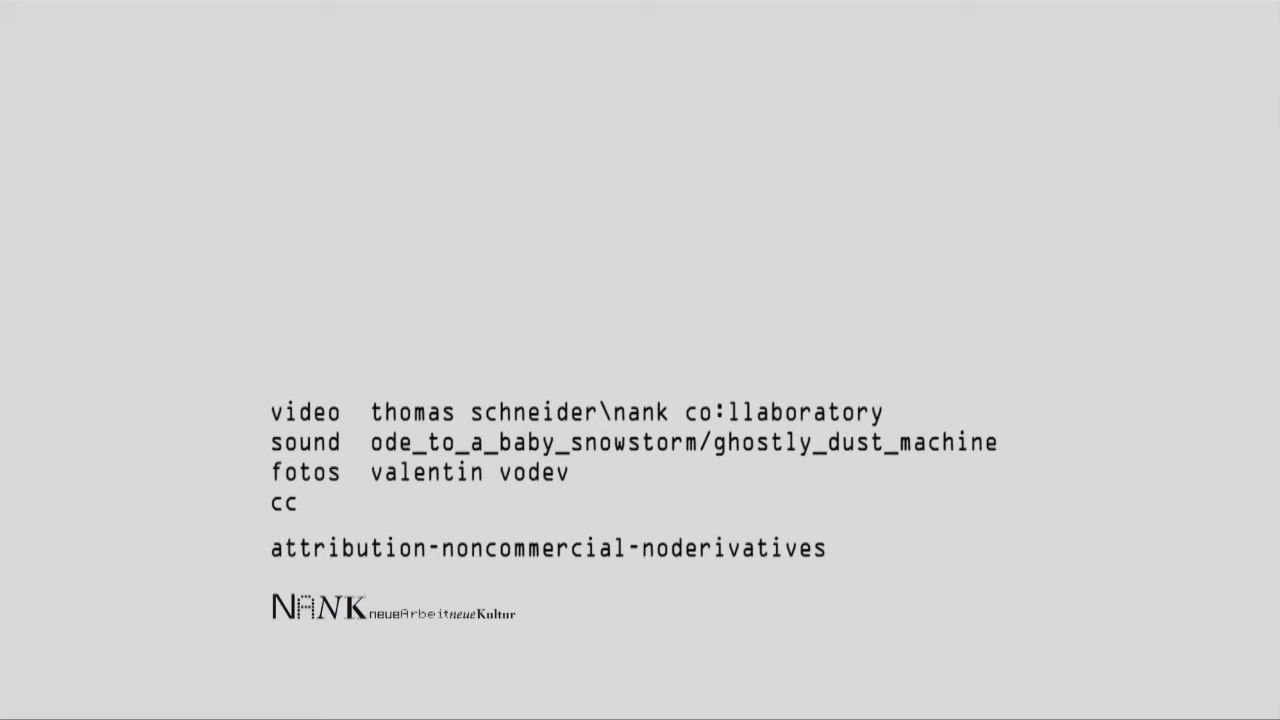 video thomas schneider\nank co:llaboratory
sound ode_to_a_baby_snowstorm/ghostly_dust_machine
fotos valentin vodev
cc
attribution-noncommercial-noderivatives
NANK neueArbeitneueKultur